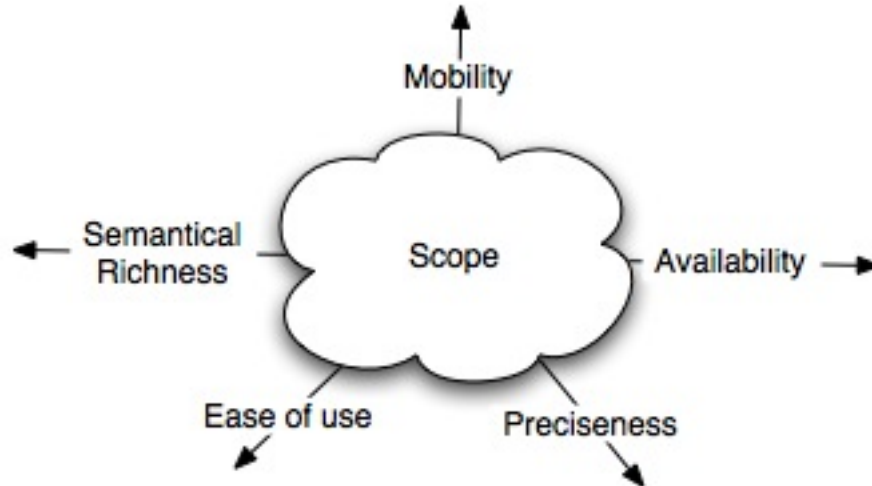 Mobility
Semantical
Richness
Scope
Availability
Ease of use
Preciseness